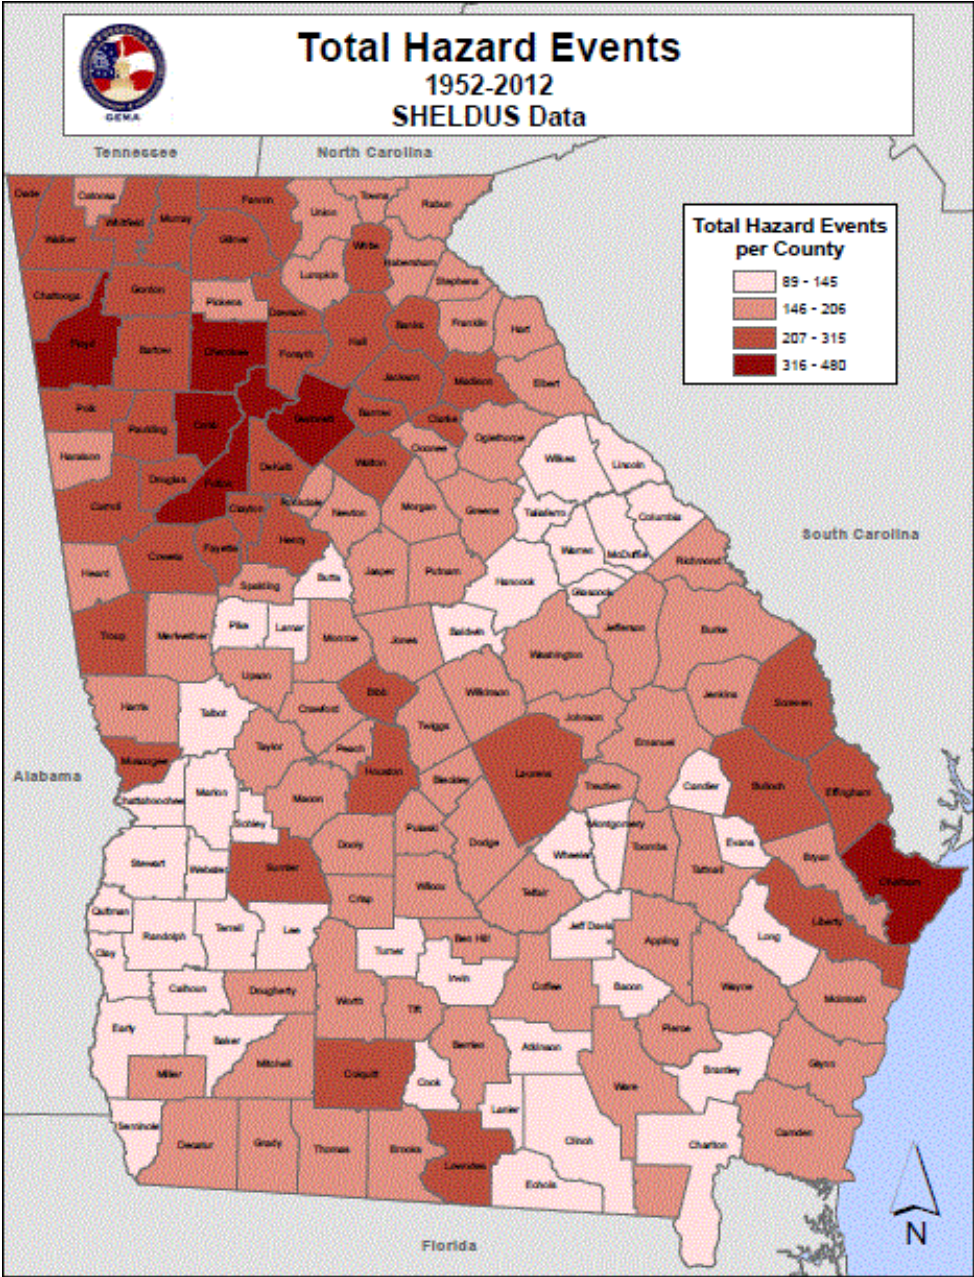 Total Hazard Events
1952-2012
SHELDUS Data
GEMA
Tennessee
North Carolina
Total Hazard Events
per County
89 - 145
146 - 206
207 - 315
316 - 480
South Carolina
Alabama
Florida
N
Dade
Catoosa
Whitfield
Murray
Fannin
Union
Towns
Rabun
Walker
Gilmer
White
Habersham
Lumpkin
Stephens
Chattooga
Gordon
Pickens
Dawson
Banks
Franklin
Hart
Floyd
Bartow
Cherokee
Forsyth
Hall
Jackson
Madison
Elbert
Polk
Paulding
Cobb
Gwinnett
Barrow
Clarke
Oconee
Oglethorpe
Haralson
Douglas
Fulton
DeKalb
Walton
Wilkes
Lincoln
Carroll
Clayton
Rockdale
Newton
Morgan
Greene
Taliaferro
Columbia
Coweta
Fayette
Henry
Warren
McDuffie
Richmond
Heard
Spalding
Butts
Jasper
Putnam
Hancock
Glascock
Troup
Meriwether
Pike
Lamar
Monroe
Jones
Baldwin
Jefferson
Burke
Washington
Upson
Harris
Talbot
Crawford
Bibb
Twiggs
Wilkinson
Johnson
Jenkins
Screven
Muscogee
Taylor
Peach
Houston
Bleckley
Laurens
Treutlen
Emanuel
Candler
Bulloch
Effingham
Chattahoochee
Marion
Schley
Macon
Dooly
Pulaski
Dodge
Wheeler
Montgomery
Toombs
Tattnall
Evans
Bryan
Chatham
Stewart
Webster
Sumter
Crisp
Wilcox
Telfair
Quitman
Randolph
Terrell
Lee
Turner
Ben Hill
Jeff Davis
Appling
Long
Liberty
Clay
Calhoun
Dougherty
Worth
Tift
Irwin
Coffee
Bacon
Wayne
McIntosh
Early
Baker
Mitchell
Berrien
Atkinson
Pierce
Brantley
Glynn
Miller
Colquitt
Cook
Lanier
Ware
Seminole
Decatur
Grady
Thomas
Brooks
Lowndes
Clinch
Echols
Charlton
Camden